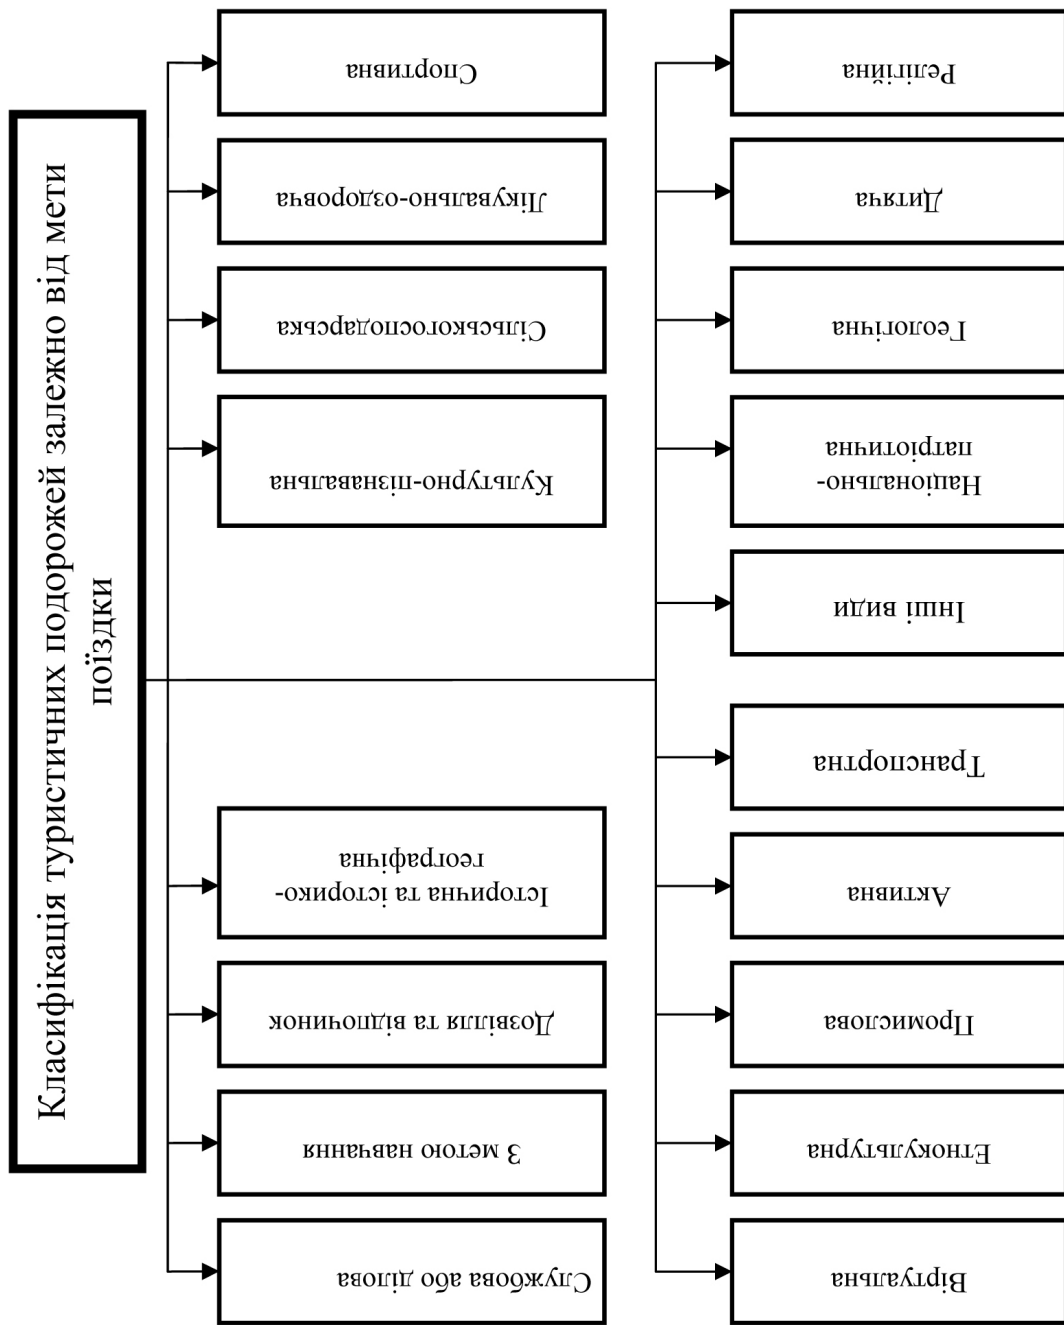 Класифікація туристичних подорожей залежно від мети
поїздки
Службова або ділова
З метою навчання
Дозвілля та відпочинок
Історична та історико-
географічна
Культурно-пізнавальна
Сільськогосподарська
Лікувально-оздоровча
Спортивна
Віртуальна
Етнокультурна
Промислова
Активна
Транспортна
Інші види
Національно-
патріотична
Геологічна
Дитяча
Релігійна